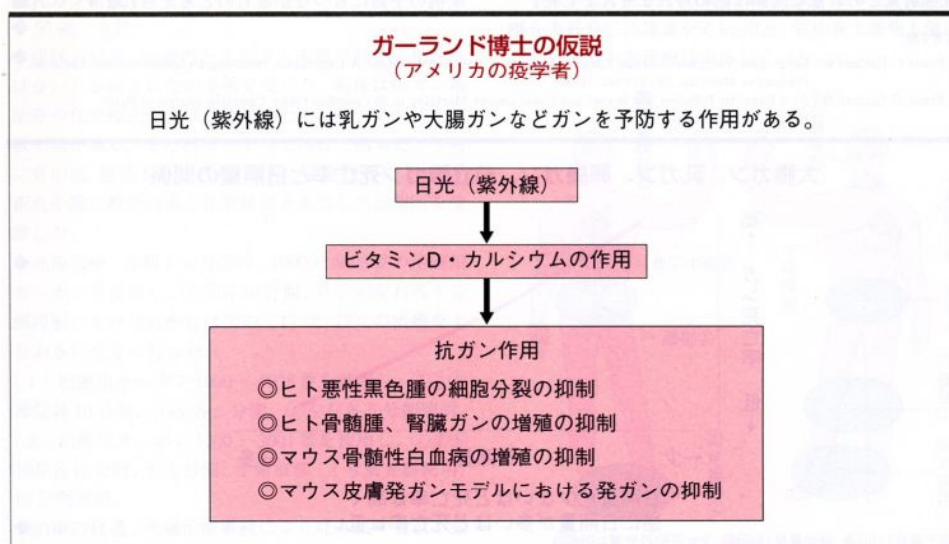 ガーランド博士の仮説
(アメリカの疫学者)
日光(紫外線)には乳ガンや大腸ガンなどガンを予防する作用がある。
日光(紫外線)
ビタミンD・カルシウムの作用
抗ガン作用
◎ヒト悪性黒色腫の細胞分裂の抑制
◎ヒト骨髄腫、腎臓ガンの増殖の抑制
◎マウス骨髄性白血病の増殖の抑制
◎マウス皮膚発ガンモデルにおける発ガンの抑制